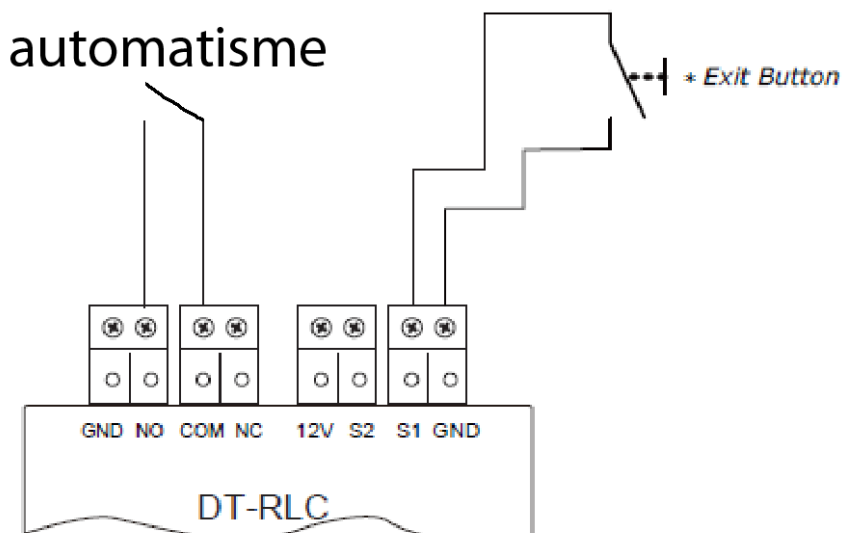 automatisme
* Exit Button
GND NO COM NC 12V S2 S1 GND
DT-RLC